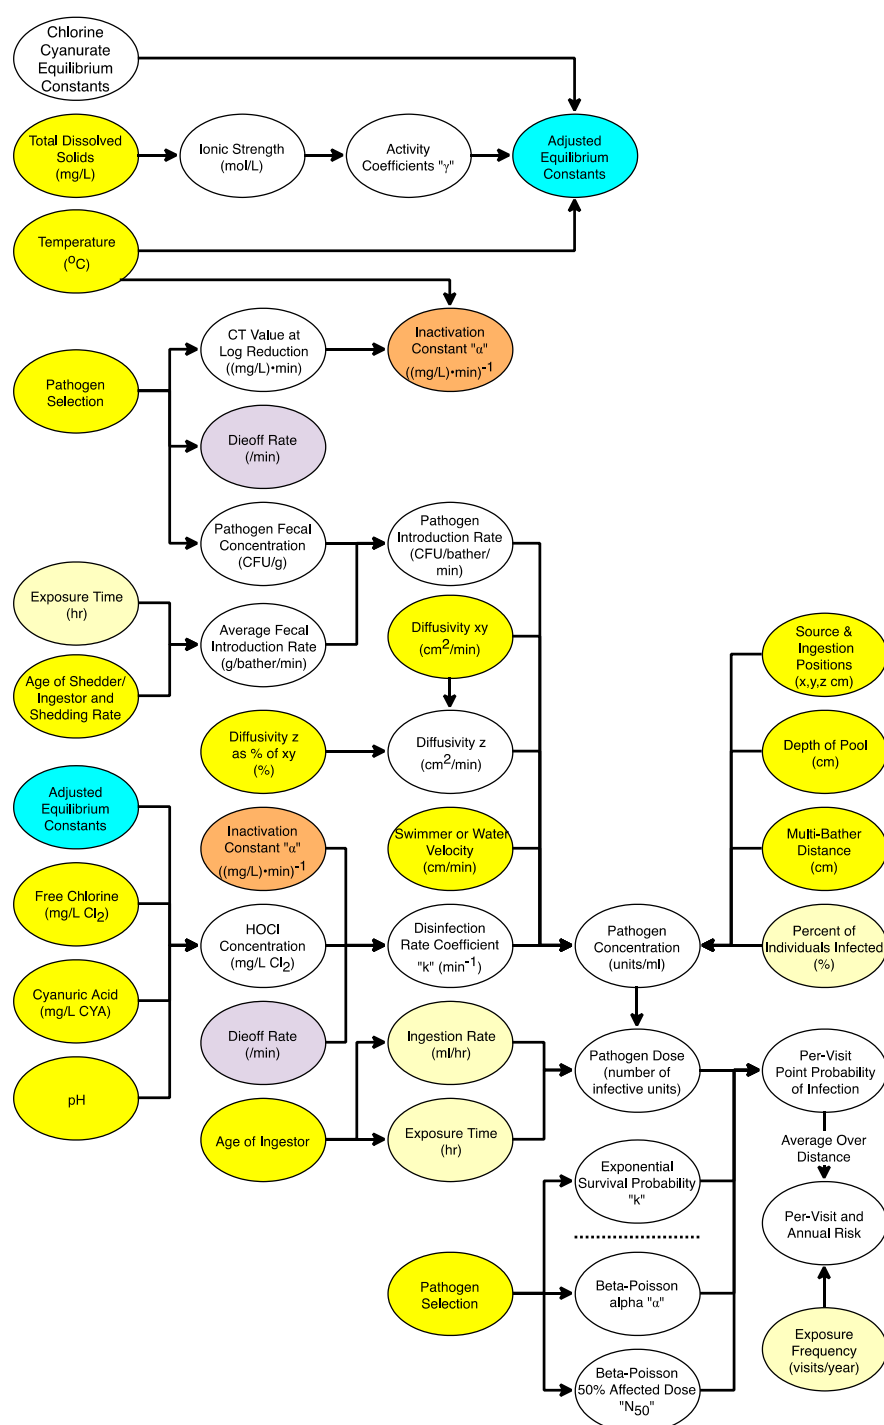 Chlorine
Cyanurate
Equilibrium
Constants
Total Dissolved
Solids
(mg/L)
Ionic Strength
(mol/L)
Activity
Coefficients "γ"
Adjusted
Equilibrium
Constants
Temperature
(ºC)
CT Value at
Log Reduction
((mg/L)•min)
Inactivation
Constant "α"
((mg/L)•min)⁻¹
Pathogen
Selection
Dieoff Rate
(/min)
Pathogen Fecal
Concentration
(CFU/g)
Pathogen
Introduction Rate
(CFU/bather/
min)
Exposure Time
(hr)
Average Fecal
Introduction Rate
(g/bather/min)
Diffusivity xy
(cm²/min)
Source &
Ingestion
Positions
(x,y,z cm)
Age of Shedder/
Ingestor and
Shedding Rate
Diffusivity z
as % of xy
(%)
Diffusivity z
(cm²/min)
Depth of Pool
(cm)
Adjusted
Equilibrium
Constants
Inactivation
Constant "α"
((mg/L)•min)⁻¹
Swimmer or Water
Velocity
(cm/min)
Multi-Bather
Distance
(cm)
Free Chlorine
(mg/L Cl₂)
HOCl
Concentration
(mg/L Cl₂)
Disinfection
Rate Coefficient
"k" (min⁻¹)
Pathogen
Concentration
(units/ml)
Percent of
Individuals Infected
(%)
Cyanuric Acid
(mg/L CYA)
Dieoff Rate
(/min)
Ingestion Rate
(ml/hr)
Pathogen Dose
(number of
infective units)
Per-Visit
Point Probability
of Infection
pH
Age of Ingestor
Exposure Time
(hr)
Average Over
Distance
Exponential
Survival Probability
"k"
Per-Visit and
Annual Risk
Pathogen
Selection
Beta-Poisson
alpha "α"
Exposure
Frequency
(visits/year)
Beta-Poisson
50% Affected Dose
"N₅₀"